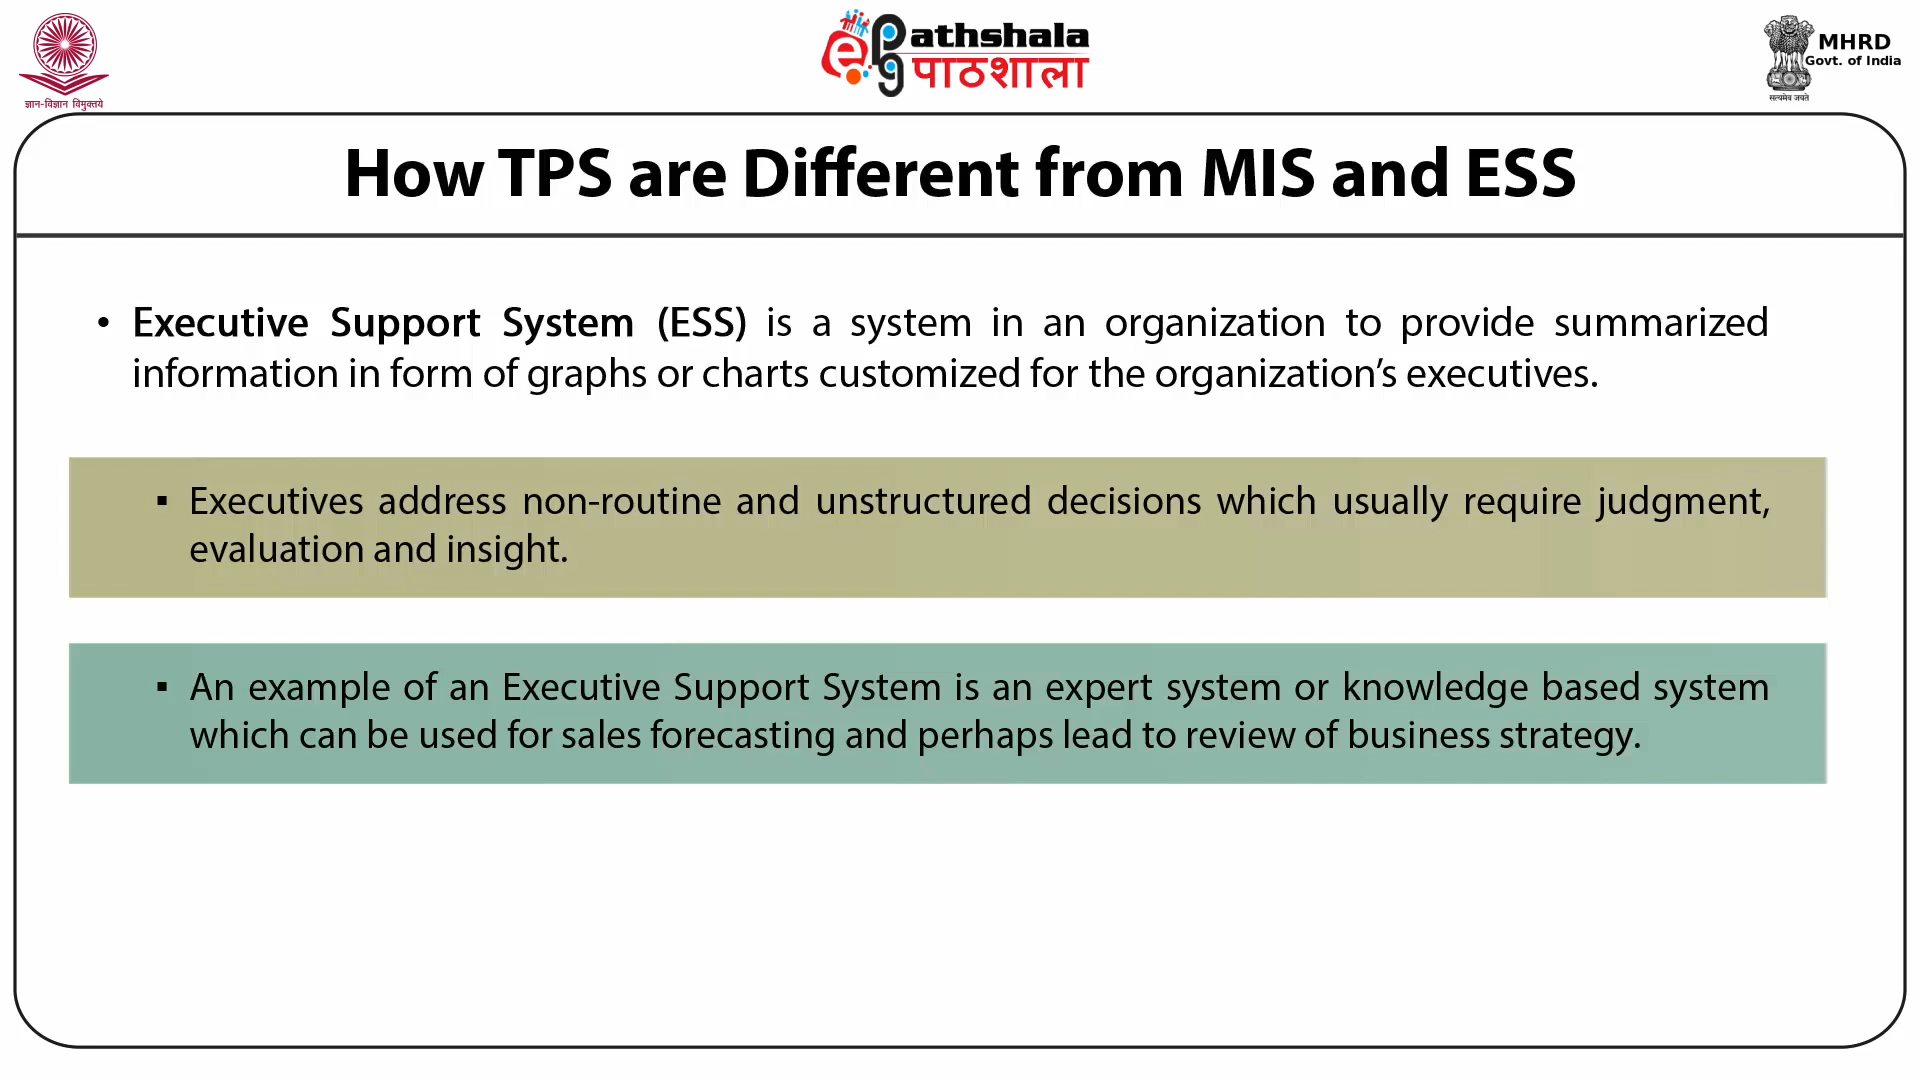 ज्ञान-विज्ञान विमुक्तये
ePathshala
पाठशाला
MHRD
Govt. of India
सत्यमेव जयते
How TPS are Different from MIS and ESS
• Executive Support System (ESS) is a system in an organization to provide summarized
information in form of graphs or charts customized for the organization’s executives.
▪ Executives address non-routine and unstructured decisions which usually require judgment,
evaluation and insight.
▪ An example of an Executive Support System is an expert system or knowledge based system
which can be used for sales forecasting and perhaps lead to review of business strategy.